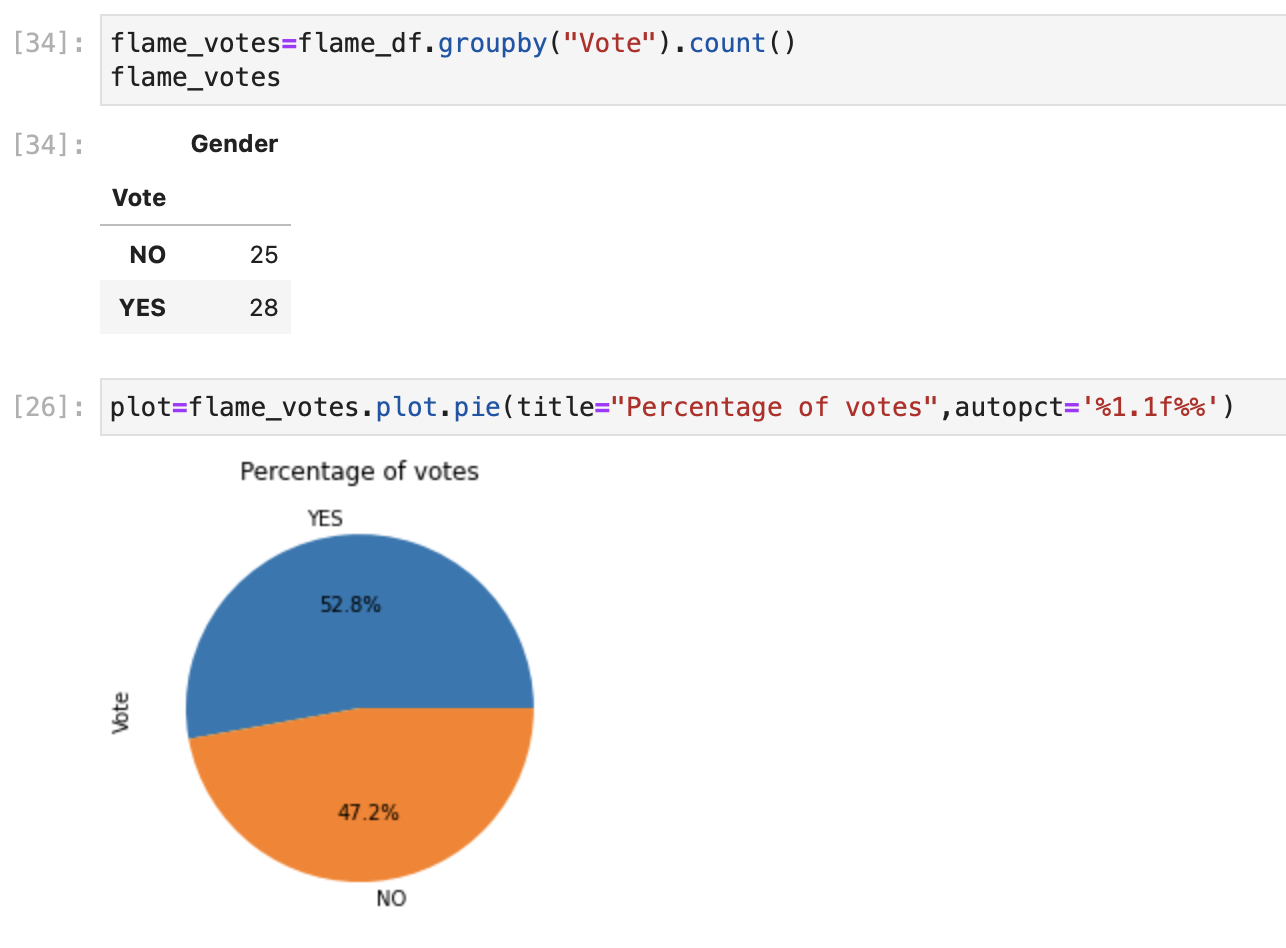 [34]: flame_votes=flame_df.groupby("Vote").count()
flame_votes
[34]: Gender
Vote
NO 25
YES 28
[26]: plot=flame_votes.plot.pie(title="Percentage of votes",autopct='%1.1f%%')
Percentage of votes
YES
52.8%
Vote
47.2%
NO